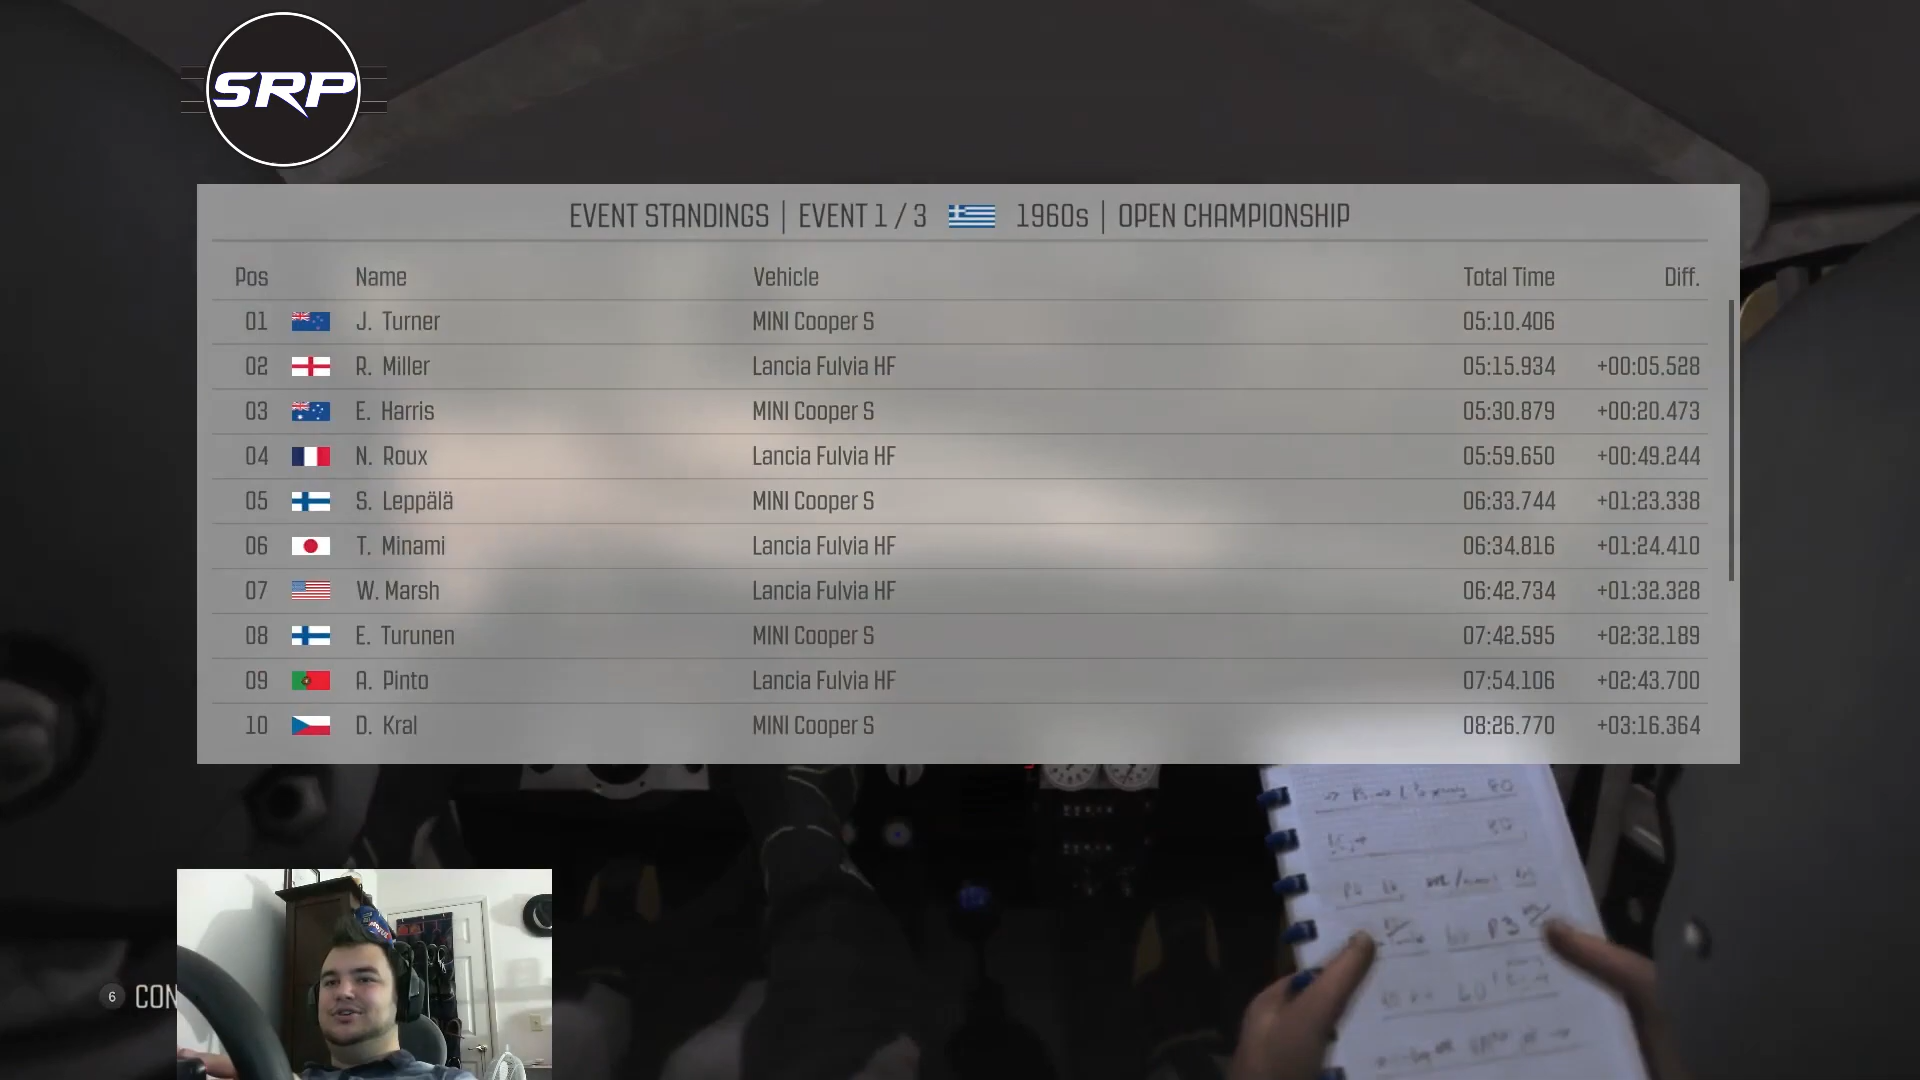 SRP
EVENT STANDINGS | EVENT 1 / 3 1960s | OPEN CHAMPIONSHIP
Pos Name Vehicle Total Time Diff.
01 J. Turner MINI Cooper S 05:10.406
02 R. Miller Lancia Fulvia HF 05:15.934 +00:05.528
03 E. Harris MINI Cooper S 05:30.879 +00:20.473
04 N. Roux Lancia Fulvia HF 05:59.650 +00:49.244
05 S. Leppälä MINI Cooper S 06:33.744 +01:23.338
06 T. Minami Lancia Fulvia HF 06:34.816 +01:24.410
07 W. Marsh Lancia Fulvia HF 06:42.734 +01:32.328
08 E. Turunen MINI Cooper S 07:42.595 +02:32.189
09 A. Pinto Lancia Fulvia HF 07:54.106 +02:43.700
10 D. Kral MINI Cooper S 08:26.770 +03:16.364
6 CON